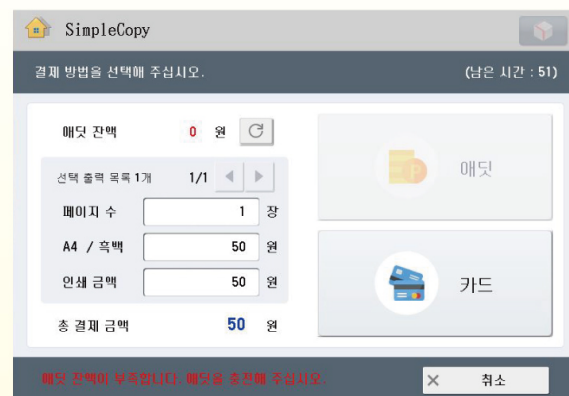 SimpleCopy
결제 방법을 선택해 주십시오.
(남은 시간 : 51)
애딧 잔액 0 원
선택 출력 목록 1개 1/1
페이지 수 1 장
A4 / 흑백 50 원
인쇄 금액 50 원
총 결제 금액 50 원
애딧
카드
애딧 잔액이 부족합니다. 애딧을 충전해 주십시오.
취소